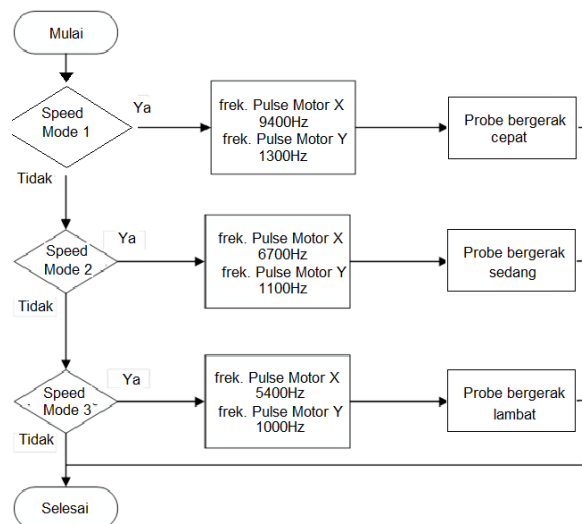 Mulai
Speed
Mode 1
Ya
frek. Pulse Motor X
9400Hz
frek. Pulse Motor Y
1300Hz
Probe bergerak
cepat
Tidak
Speed
Mode 2
Ya
frek. Pulse Motor X
6700Hz
frek. Pulse Motor Y
1100Hz
Probe bergerak
sedang
Tidak
Speed
Mode 3
Ya
frek. Pulse Motor X
5400Hz
frek. Pulse Motor Y
1000Hz
Probe bergerak
lambat
Tidak
Selesai